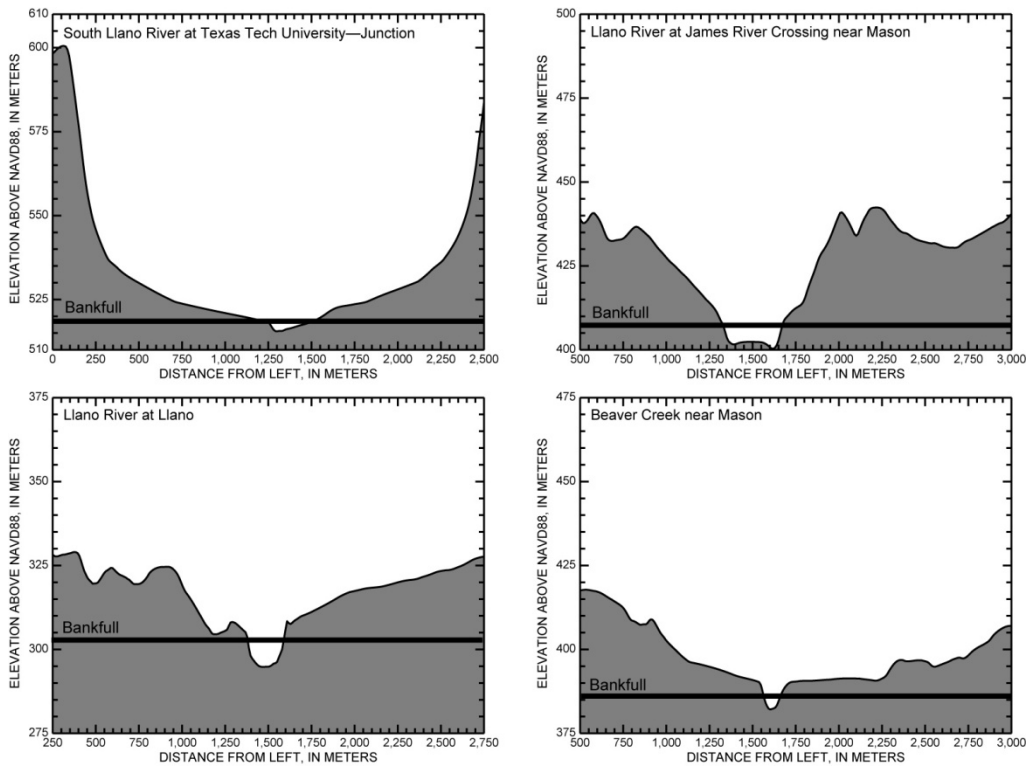 South Llano River at Texas Tech University—Junction
ELEVATION ABOVE NAVD88, IN METERS
600
575
550
525
510
Bankfull
0 250 500 750 1,000 1,250 1,500 1,750 2,000 2,250 2,500
DISTANCE FROM LEFT, IN METERS
Llano River at James River Crossing near Mason
ELEVATION ABOVE NAVD88, IN METERS
500
475
450
425
400
Bankfull
500 750 1,000 1,250 1,500 1,750 2,000 2,250 2,500 2,750 3,000
DISTANCE FROM LEFT, IN METERS
Llano River at Llano
ELEVATION ABOVE NAVD88, IN METERS
375
350
325
300
275
Bankfull
250 500 750 1,000 1,250 1,500 1,750 2,000 2,250 2,500 2,750
DISTANCE FROM LEFT, IN METERS
Beaver Creek near Mason
ELEVATION ABOVE NAVD88, IN METERS
475
450
425
400
375
Bankfull
500 750 1,000 1,250 1,500 1,750 2,000 2,250 2,500 2,750 3,000
DISTANCE FROM LEFT, IN METERS